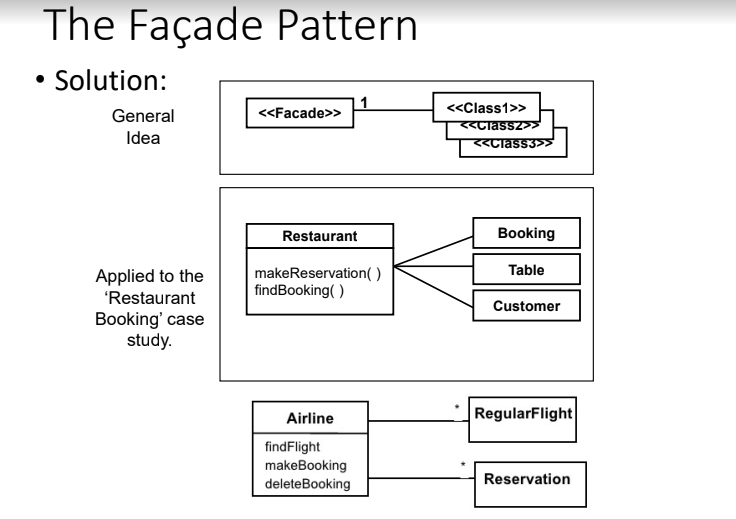 The Façade Pattern
• Solution:
General
Idea
<<Facade>>
1
<<Class1>>
<<Class2>>
<<Class3>>
Applied to the
‘Restaurant
Booking’ case
study.
Restaurant
makeReservation( )
findBooking( )
Booking
Table
Customer
Airline
findFlight
makeBooking
deleteBooking
*
RegularFlight
*
Reservation